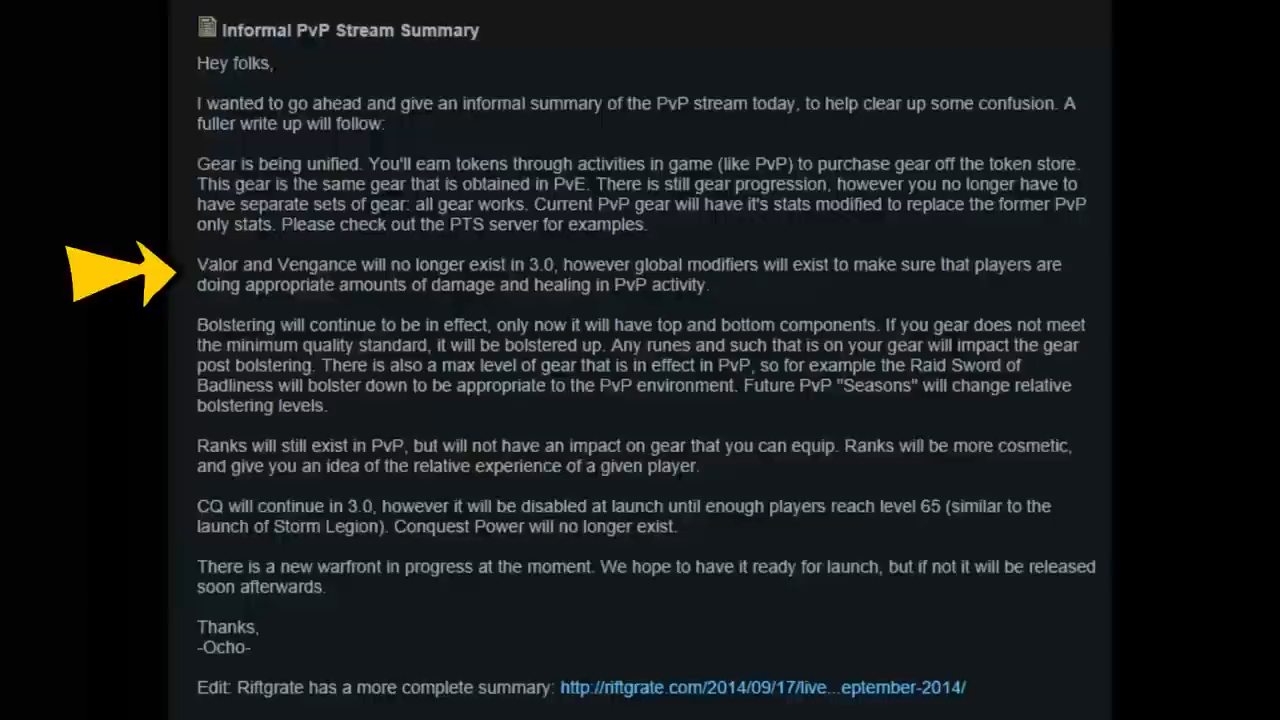 Informal PvP Stream Summary
Hey folks,
I wanted to go ahead and give an informal summary of the PvP stream today, to help clear up some confusion. A
fuller write up will follow:
Gear is being unified. You'll earn tokens through activities in game (like PvP) to purchase gear off the token store.
This gear is the same gear that is obtained in PvE. There is still gear progression, however you no longer have to
have separate sets of gear: all gear works. Current PvP gear will have it's stats modified to replace the former PvP
only stats. Please check out the PTS server for examples.
Valor and Vengance will no longer exist in 3.0, however global modifiers will exist to make sure that players are
doing appropriate amounts of damage and healing in PvP activity.
Bolstering will continue to be in effect, only now it will have top and bottom components. If you gear does not meet
the minimum quality standard, it will be bolstered up. Any runes and such that is on your gear will impact the gear
post bolstering. There is also a max level of gear that is in effect in PvP, so for example the Raid Sword of
Badliness will bolster down to be appropriate to the PvP environment. Future PvP "Seasons" will change relative
bolstering levels.
Ranks will still exist in PvP, but will not have an impact on gear that you can equip. Ranks will be more cosmetic,
and give you an idea of the relative experience of a given player.
CQ will continue in 3.0, however it will be disabled at launch until enough players reach level 65 (similar to the
launch of Storm Legion). Conquest Power will no longer exist.
There is a new warfront in progress at the moment. We hope to have it ready for launch, but if not it will be released
soon afterwards.
Thanks,
-Ocho-
Edit: Riftgrate has a more complete summary: http://riftgrate.com/2014/09/17/live...eptember-2014/